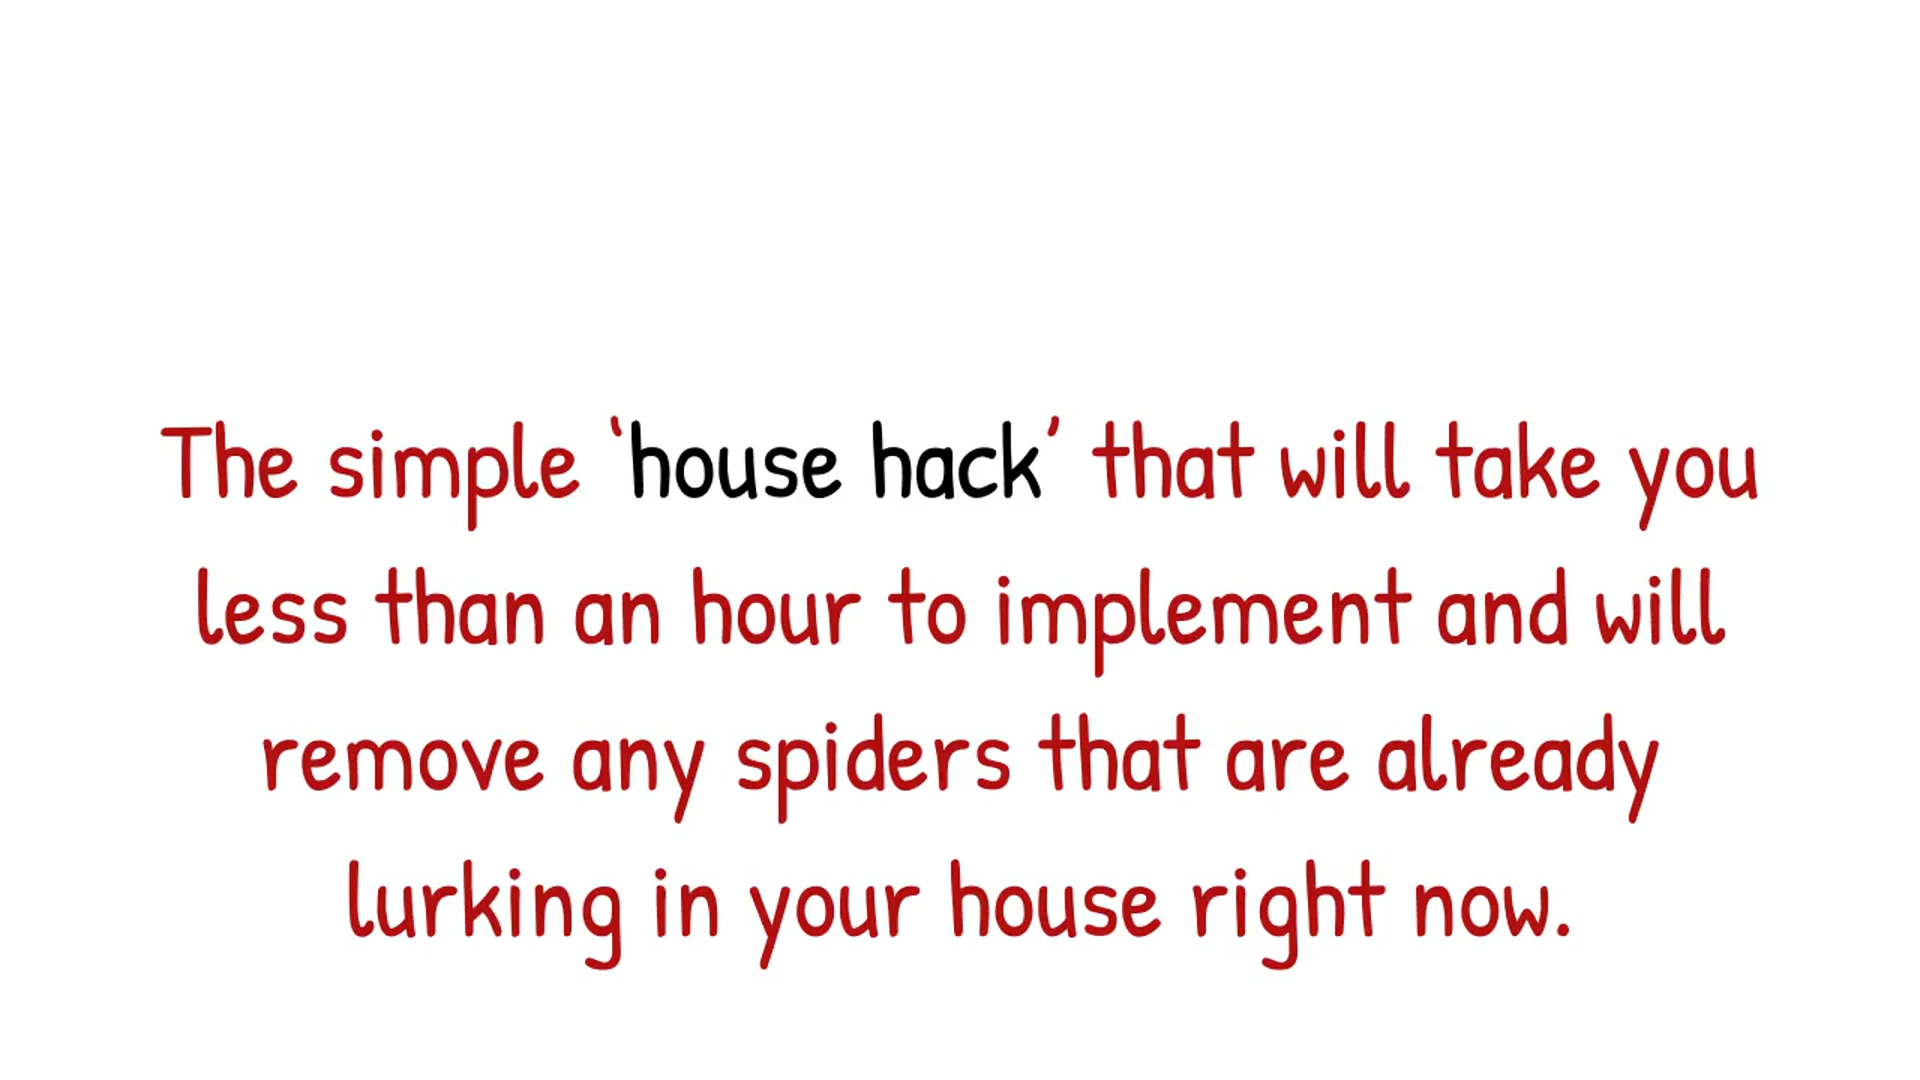 The simple ‘house hack’ that will take you
less than an hour to implement and will
remove any spiders that are already
lurking in your house right now.